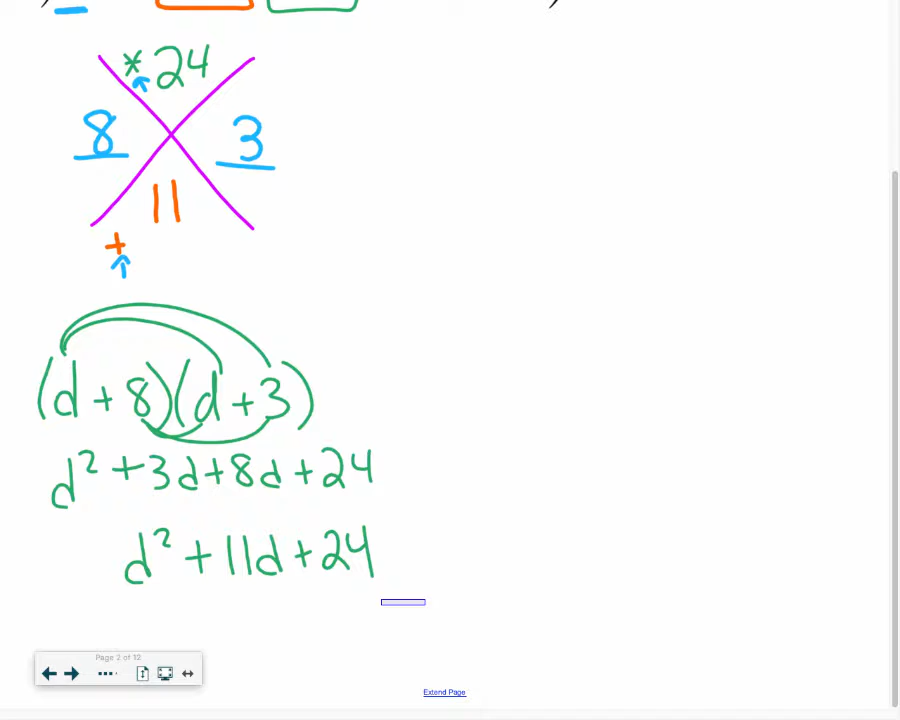 * 24
8 3
11
+
(d + 8)(d + 3)
d² + 3d + 8d + 24
d² + 11d + 24
Page 2 of 12
Extend Page